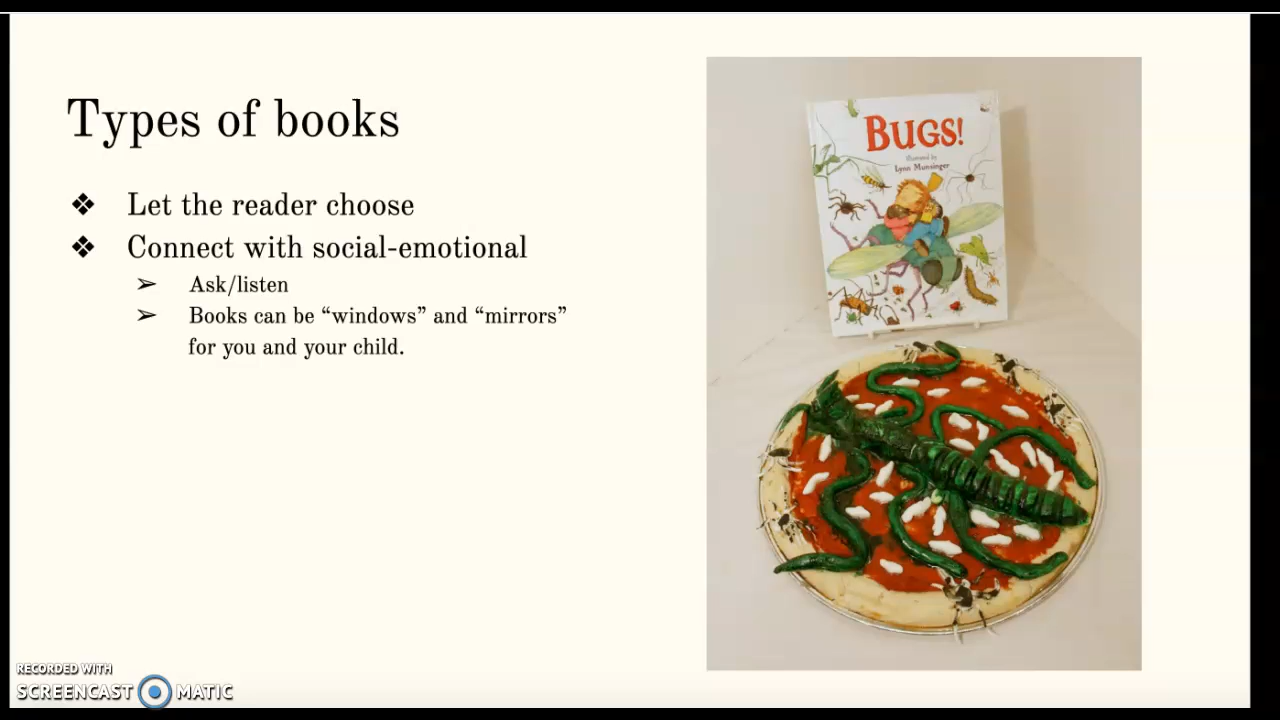 Types of books
❖ Let the reader choose
❖ Connect with social-emotional
➢ Ask/listen
➢ Books can be “windows” and “mirrors”
for you and your child.
BUGS!
illustrated by
Lynn Munsinger
RECORDED WITH
SCREENCAST MATIC